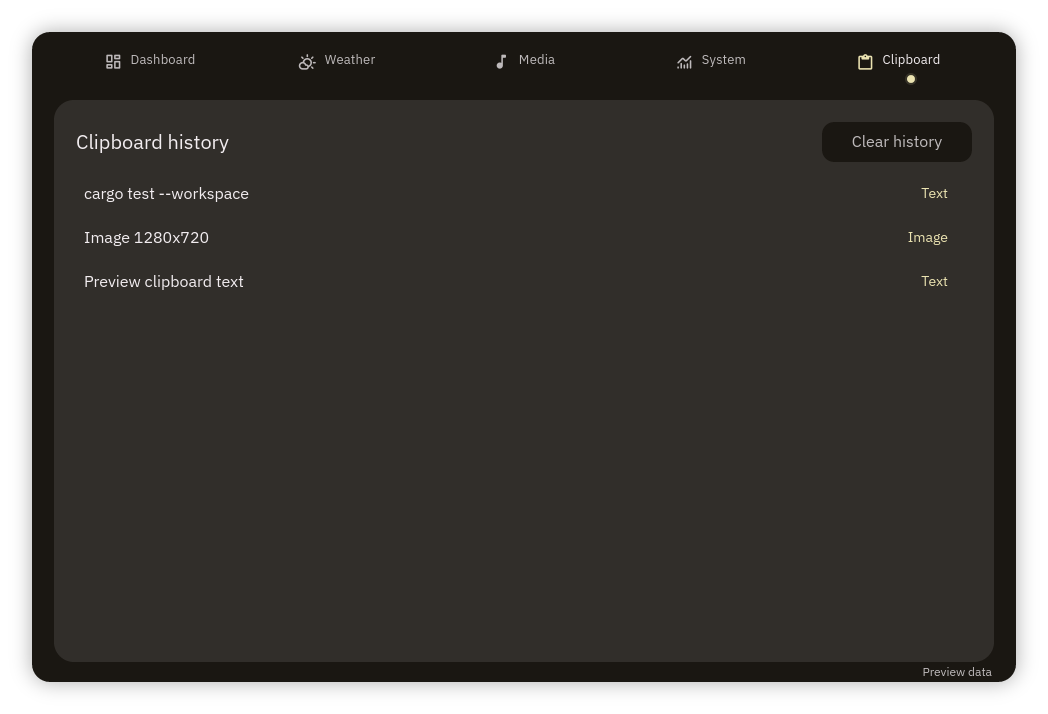 Dashboard Weather Media System Clipboard
Clipboard history Clear history
cargo test --workspace Text
Image 1280x720 Image
Preview clipboard text Text
Preview data